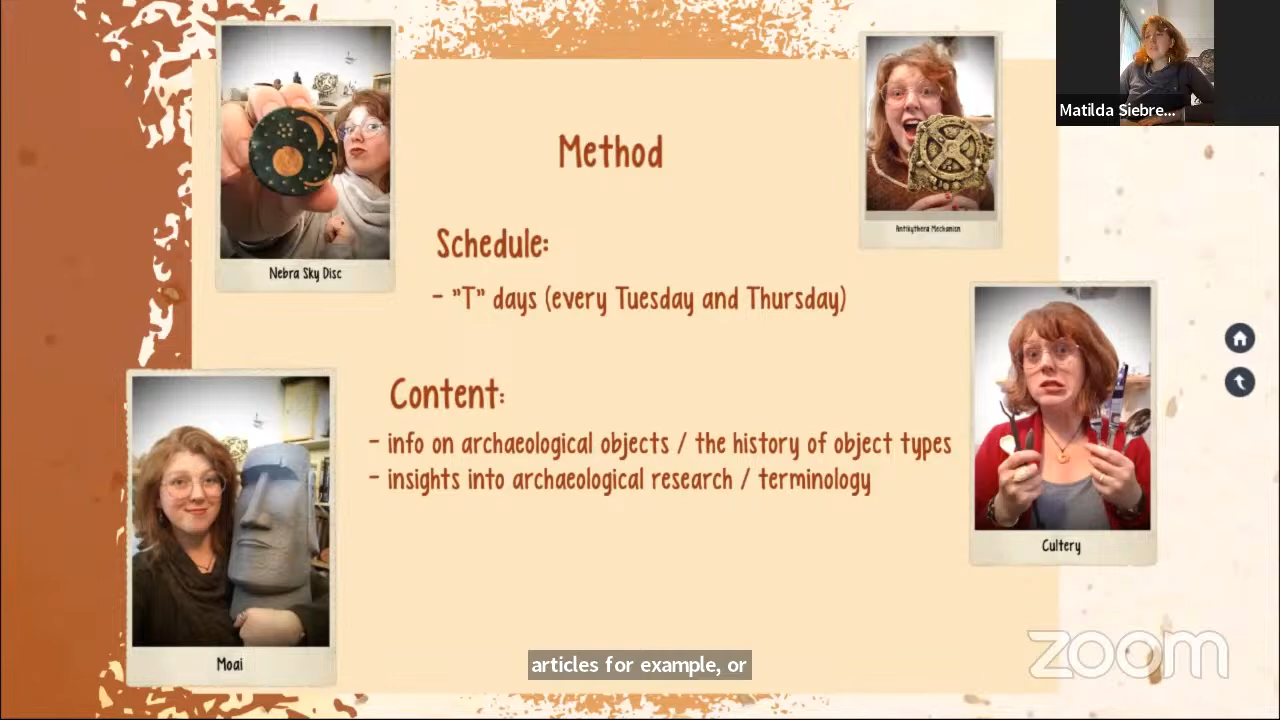 Matilda Siebre...
Method
Antikythera Mechanism
Schedule:
Nebra Sky Disc
- "T" days (every Tuesday and Thursday)
Content:
- info on archaeological objects / the history of object types
- insights into archaeological research / terminology
Cultery
Moai
articles for example, or
zoom